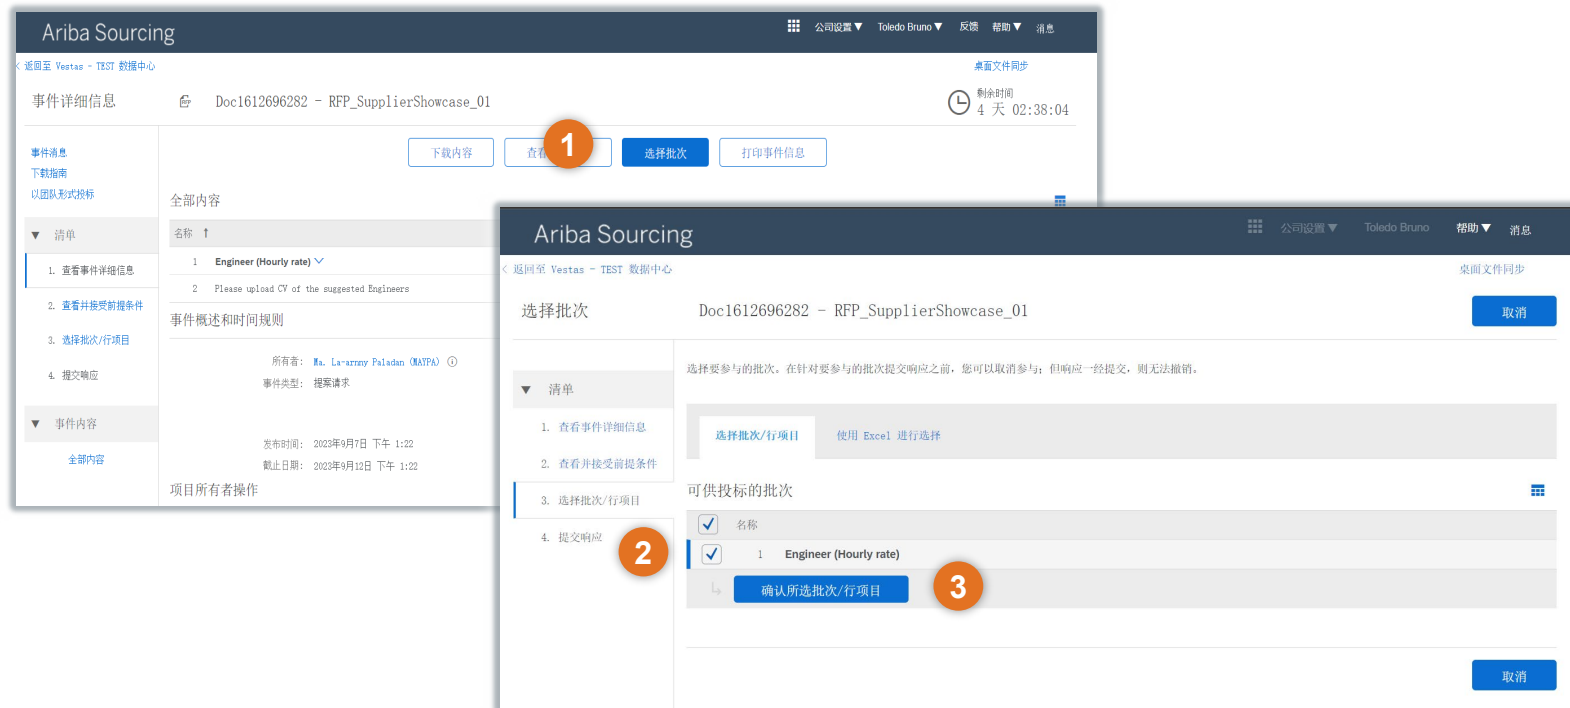 Ariba Sourcing
公司设置▼ Toledo Bruno▼ 反馈 帮助▼ 消息
返回至 Vestas - TEST 数据中心
桌面文件同步
事件详细信息
RFP
Doc1612696282 - RFP_SupplierShowcase_01
剩余时间
4 天 02:38:04
事件消息
下载指南
以团队形式投标
下载内容
1
选择批次
打印事件信息
全部内容
▼ 清单
名称 ↑
1. 查看事件详细信息
1 Engineer (Hourly rate)
2 Please upload CV of the suggested Engineers
2. 查看并接受前提条件
事件概述和时间规则
3. 选择批次/行项目
所有者: Ma. La-arnny Paladan (MAYPA)
4. 提交响应
事件类型: 提案请求
▼ 事件内容
全部内容
发布时间: 2023年9月7日 下午 1:22
截止日期: 2023年9月12日 下午 1:22
项目所有者操作
Ariba Sourcing
公司设置▼ Toledo Bruno 帮助▼ 消息
返回至 Vestas - TEST 数据中心
桌面文件同步
选择批次
Doc1612696282 - RFP_SupplierShowcase_01
取消
选择要参与的批次。在针对要参与的批次提交响应之前, 您可以取消参与; 但响应一经提交, 则无法撤销。
▼ 清单
1. 查看事件详细信息
2. 查看并接受前提条件
3. 选择批次/行项目
4. 提交响应
2
选择批次/行项目
使用 Excel 进行选择
可供投标的批次
名称
1 Engineer (Hourly rate)
确认所选批次/行项目
3
取消